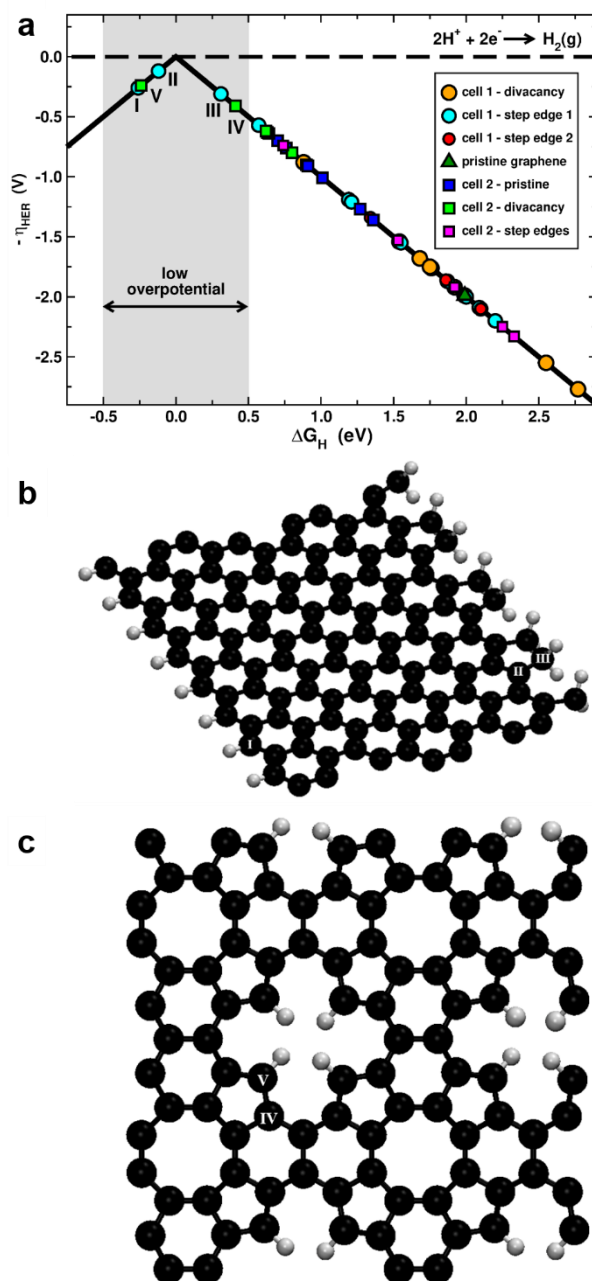 a
2H⁺ + 2e⁻ → H₂(g)
0.0
-0.5
-1.0
-1.5
-2.0
-2.5
- ηHER (V)
I
V
II
III
IV
low
overpotential
cell 1 - divacancy
cell 1 - step edge 1
cell 1 - step edge 2
pristine graphene
cell 2 - pristine
cell 2 - divacancy
cell 2 - step edges
-0.5 0.0 0.5 1.0 1.5 2.0 2.5
ΔG_H (eV)
b
III
II
I
c
V
IV